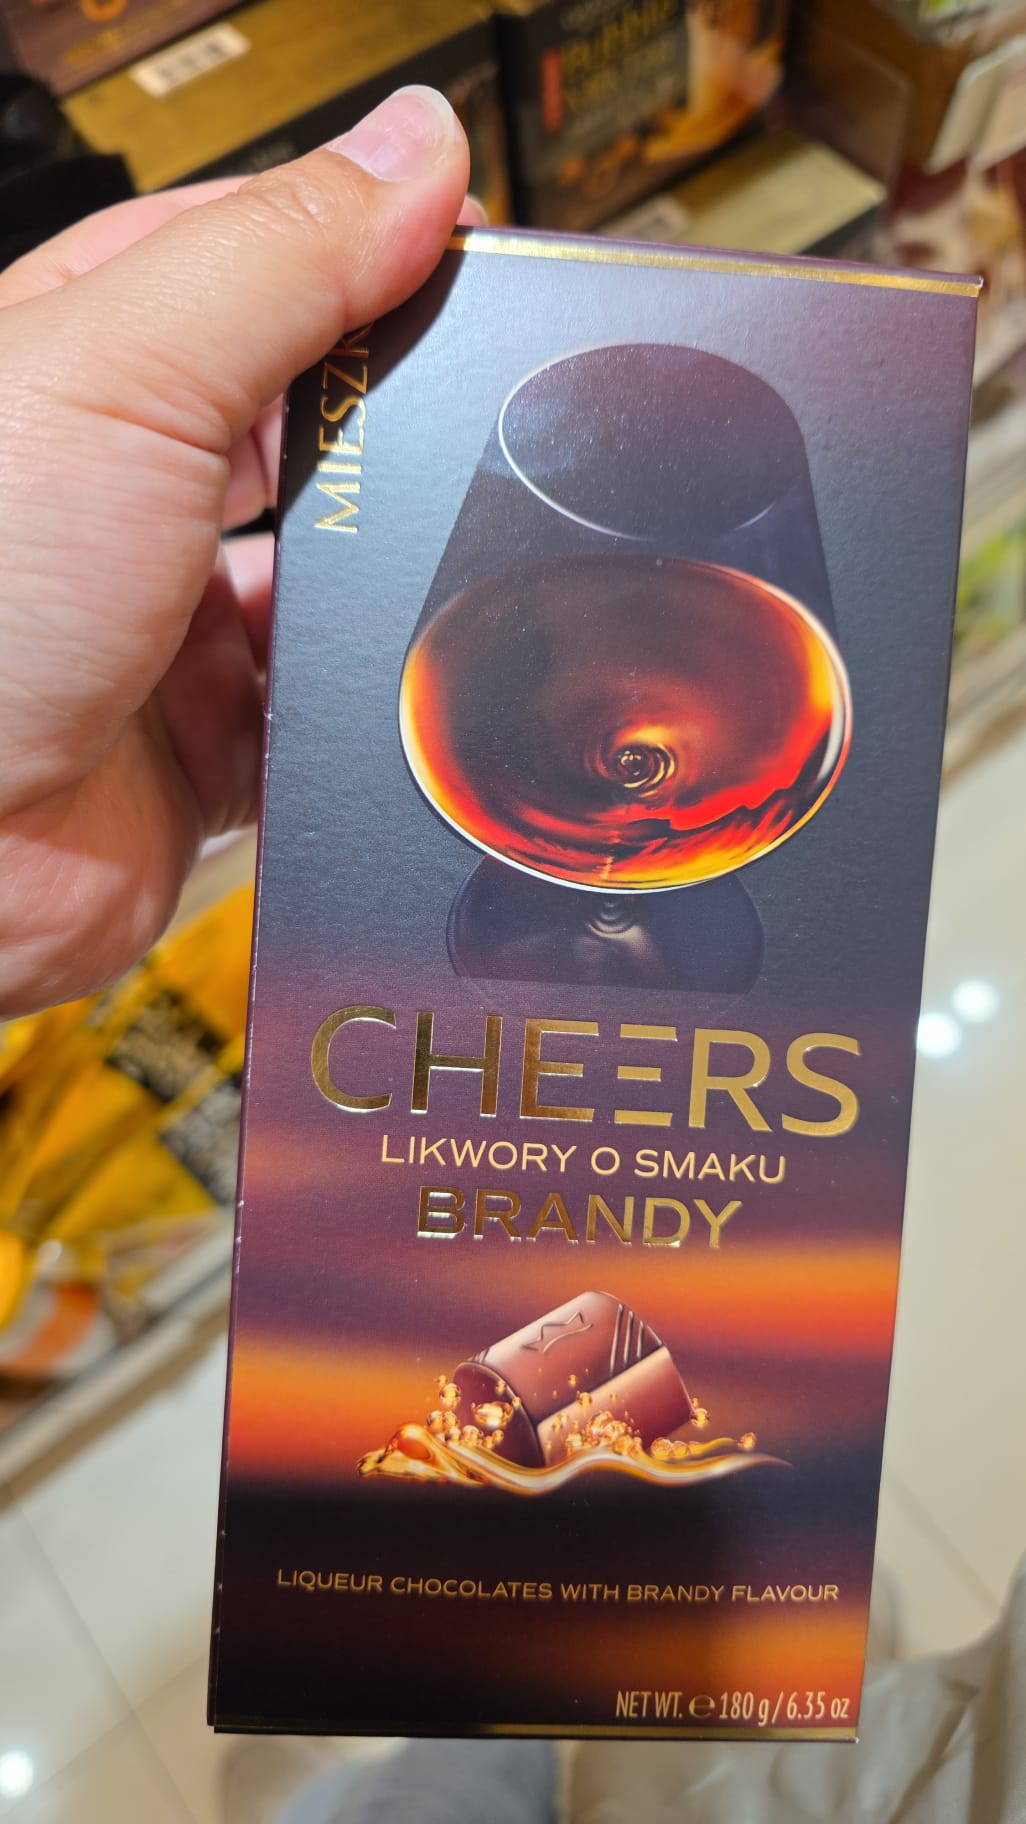 MIESZK
CHEERS
LIKWORY O SMAKU
BRANDY
LIQUEUR CHOCOLATES WITH BRANDY FLAVOUR
NET WT. ℮ 180 g / 6.35 oz